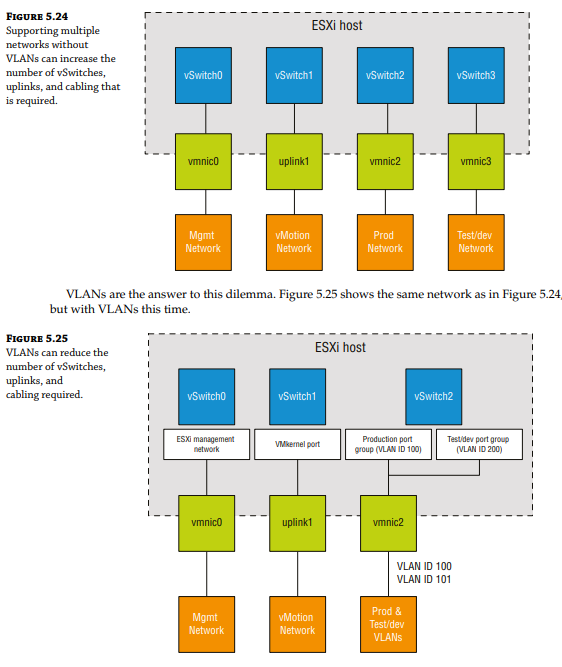 FIGURE 5.24
Supporting multiple
networks without
VLANs can increase the
number of vSwitches,
uplinks, and cabling that
is required.
ESXi host
vSwitch0
vSwitch1
vSwitch2
vSwitch3
vmnic0
uplink1
vmnic2
vmnic3
Mgmt
Network
vMotion
Network
Prod
Network
Test/dev
Network
VLANs are the answer to this dilemma. Figure 5.25 shows the same network as in Figure 5.24,
but with VLANs this time.
FIGURE 5.25
VLANs can reduce the
number of vSwitches,
uplinks, and
cabling required.
ESXi host
vSwitch0
vSwitch1
vSwitch2
ESXi management
network
VMkernel port
Production port
group (VLAN ID 100)
Test/dev port group
(VLAN ID 200)
vmnic0
uplink1
vmnic2
VLAN ID 100
VLAN ID 101
Mgmt
Network
vMotion
Network
Prod &
Test/dev
VLANs